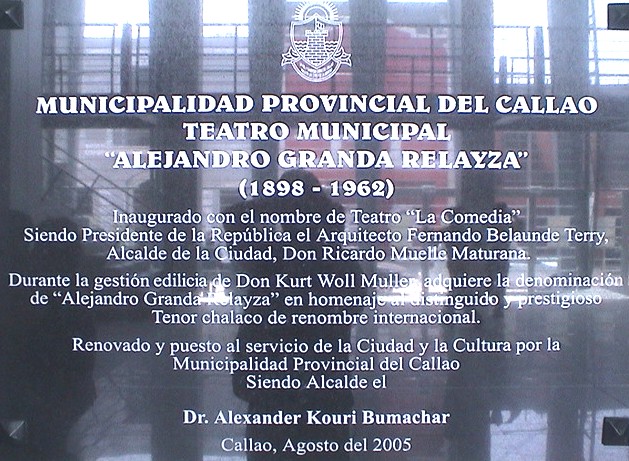 MUNICIPALIDAD PROVINCIAL DEL CALLAO
TEATRO MUNICIPAL
"ALEJANDRO GRANDA RELAYZA"
(1898 - 1962)
Inaugurado con el nombre de Teatro "La Comedia"
Siendo Presidente de la República el Arquitecto Fernando Belaunde Terry,
Alcalde de la Ciudad, Don Ricardo Muelle Maturana.
Durante la gestión edilicia de Don Kurt Woll Muller, adquiere la denominación
de "Alejandro Granda Relayza" en homenaje al distinguido y prestigioso
Tenor chalaco de renombre internacional.
Renovado y puesto al servicio de la Ciudad y la Cultura por la
Municipalidad Provincial del Callao
Siendo Alcalde el
Dr. Alexander Kouri Bumachar
Callao, Agosto del 2005